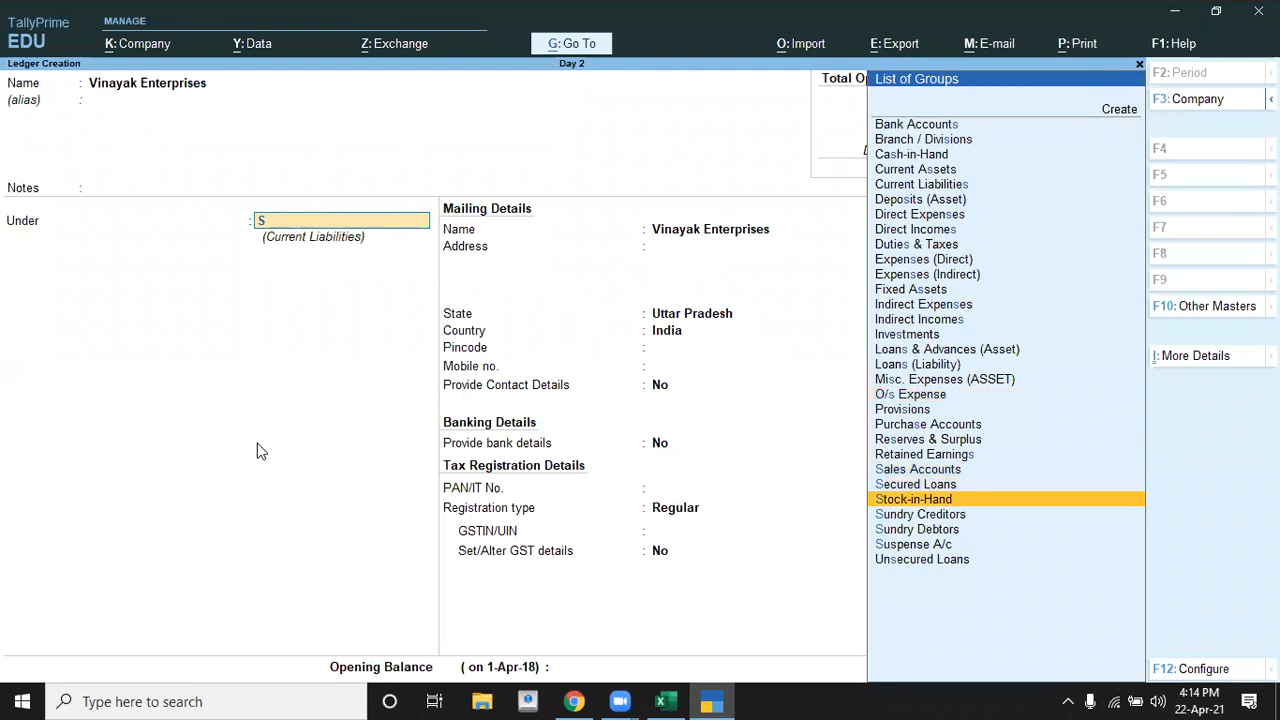 TallyPrime
EDU
MANAGE
K: Company
Y: Data
Z: Exchange
G: Go To
O: Import
E: Export
M: E-mail
P: Print
F1: Help
Ledger Creation
Day 2
Name : Vinayak Enterprises
(alias) :
Notes :
Total Op
Under : S
(Current Liabilities)
Mailing Details
Name : Vinayak Enterprises
Address :
State : Uttar Pradesh
Country : India
Pincode :
Mobile no. :
Provide Contact Details : No
Banking Details
Provide bank details : No
Tax Registration Details
PAN/IT No. :
Registration type : Regular
GSTIN/UIN :
Set/Alter GST details : No
Opening Balance ( on 1-Apr-18) :
List of Groups
Create
Bank Accounts
Branch / Divisions
Cash-in-Hand
Current Assets
Current Liabilities
Deposits (Asset)
Direct Expenses
Direct Incomes
Duties & Taxes
Expenses (Direct)
Expenses (Indirect)
Fixed Assets
Indirect Expenses
Indirect Incomes
Investments
Loans & Advances (Asset)
Loans (Liability)
Misc. Expenses (ASSET)
O/s Expense
Provisions
Purchase Accounts
Reserves & Surplus
Retained Earnings
Sales Accounts
Secured Loans
Stock-in-Hand
Sundry Creditors
Sundry Debtors
Suspense A/c
Unsecured Loans
F2: Period
F3: Company
F4
F5
F6
F7
F8
F9
F10: Other Masters
I: More Details
F12: Configure
Type here to search
4:14 PM
22-Apr-21